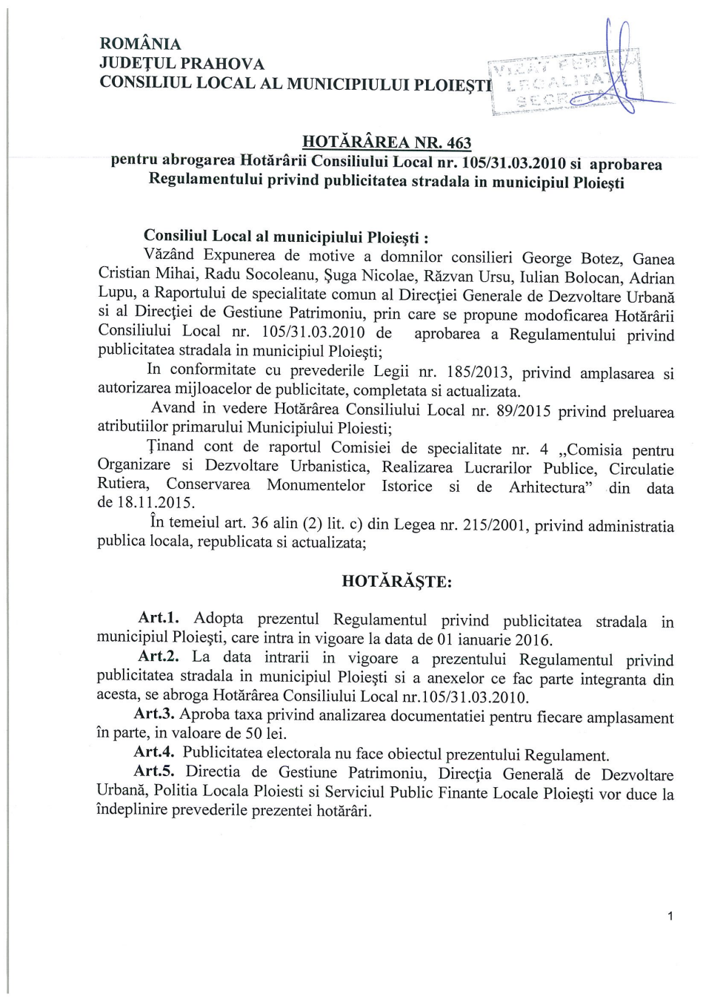 ROMÂNIA
JUDEŢUL PRAHOVA
CONSILIUL LOCAL AL MUNICIPIULUI PLOIEŞTI
VIZAT PENTRU
LEGALITATE
SECRETAR
HOTĂRÂREA NR. 463
pentru abrogarea Hotărârii Consiliului Local nr. 105/31.03.2010 si aprobarea
Regulamentului privind publicitatea stradala in municipiul Ploieşti
Consiliul Local al municipiului Ploieşti :
Văzând Expunerea de motive a domnilor consilieri George Botez, Ganea
Cristian Mihai, Radu Socoleanu, Şuga Nicolae, Răzvan Ursu, Iulian Bolocan, Adrian
Lupu, a Raportului de specialitate comun al Direcţiei Generale de Dezvoltare Urbană
si al Direcţiei de Gestiune Patrimoniu, prin care se propune modoficarea Hotărârii
Consiliului Local nr. 105/31.03.2010 de aprobarea a Regulamentului privind
publicitatea stradala in municipiul Ploieşti;
In conformitate cu prevederile Legii nr. 185/2013, privind amplasarea si
autorizarea mijloacelor de publicitate, completata si actualizata.
Avand in vedere Hotărârea Consiliului Local nr. 89/2015 privind preluarea
atributiilor primarului Municipiului Ploiesti;
Ţinand cont de raportul Comisiei de specialitate nr. 4 ,,Comisia pentru
Organizare si Dezvoltare Urbanistica, Realizarea Lucrarilor Publice, Circulatie
Rutiera, Conservarea Monumentelor Istorice si de Arhitectura” din data
de 18.11.2015.
În temeiul art. 36 alin (2) lit. c) din Legea nr. 215/2001, privind administratia
publica locala, republicata si actualizata;
HOTĂRĂŞTE:
Art.1. Adopta prezentul Regulamentul privind publicitatea stradala in
municipiul Ploieşti, care intra in vigoare la data de 01 ianuarie 2016.
Art.2. La data intrarii in vigoare a prezentului Regulamentul privind
publicitatea stradala in municipiul Ploieşti si a anexelor ce fac parte integranta din
acesta, se abroga Hotărârea Consiliului Local nr.105/31.03.2010.
Art.3. Aproba taxa privind analizarea documentatiei pentru fiecare amplasament
în parte, in valoare de 50 lei.
Art.4. Publicitatea electorala nu face obiectul prezentului Regulament.
Art.5. Directia de Gestiune Patrimoniu, Direcţia Generală de Dezvoltare
Urbană, Politia Locala Ploiesti si Serviciul Public Finante Locale Ploieşti vor duce la
îndeplinire prevederile prezentei hotărâri.
1